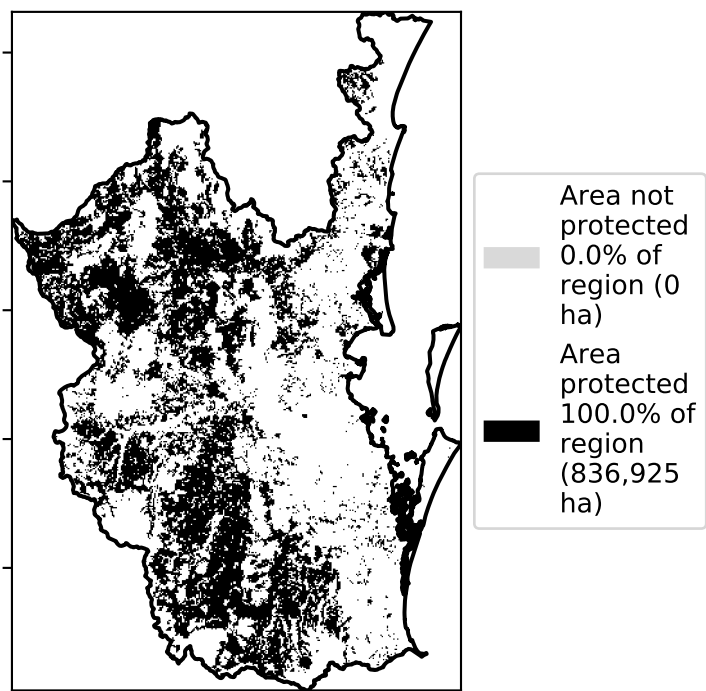 Area not
protected
0.0% of
region (0
ha)
Area
protected
100.0% of
region
(836,925
ha)